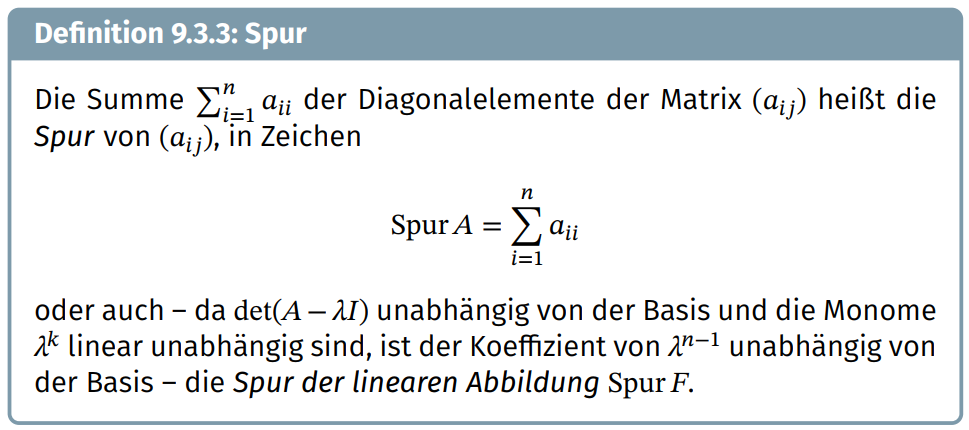 Definition 9.3.3: Spur
Die Summe $\sum_{i=1}^{n} a_{ii}$ der Diagonalelemente der Matrix $(a_{ij})$ heißt die
Spur von $(a_{ij})$, in Zeichen
$\operatorname{Spur} A = \sum_{i=1}^{n} a_{ii}$
oder auch – da $\det(A - \lambda I)$ unabhängig von der Basis und die Monome
$\lambda^k$ linear unabhängig sind, ist der Koeffizient von $\lambda^{n-1}$ unabhängig von
der Basis – die Spur der linearen Abbildung $\operatorname{Spur} F$.